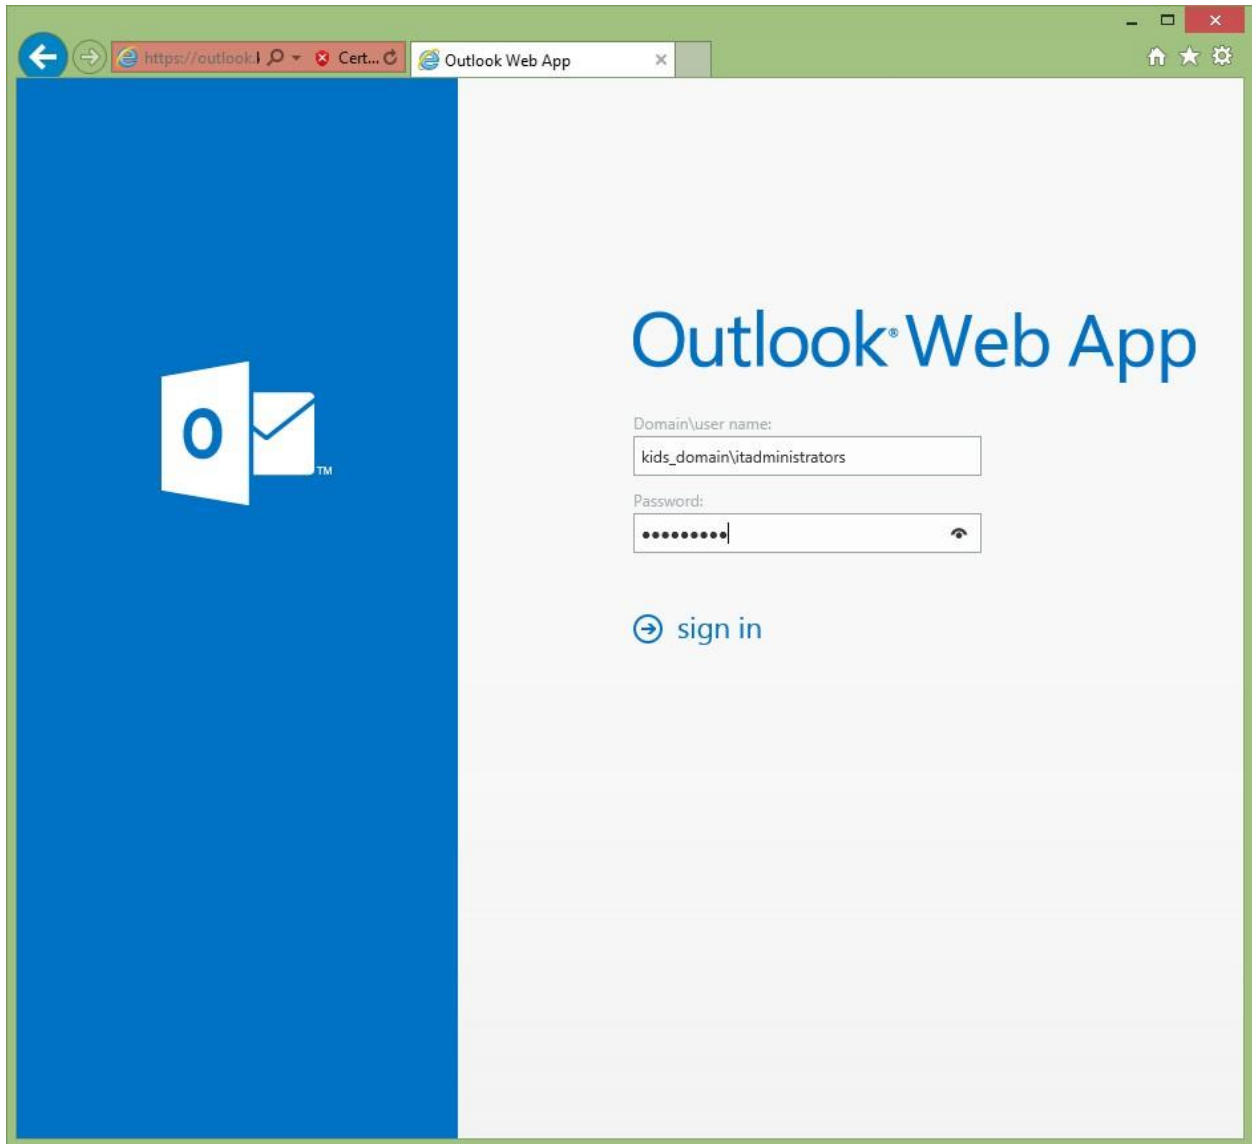 https://outlook.l Cert... Outlook Web App
Outlook® Web App
O
TM
Domain\user name:
kids_domain\itadministrators
Password:
•••••••••
sign in